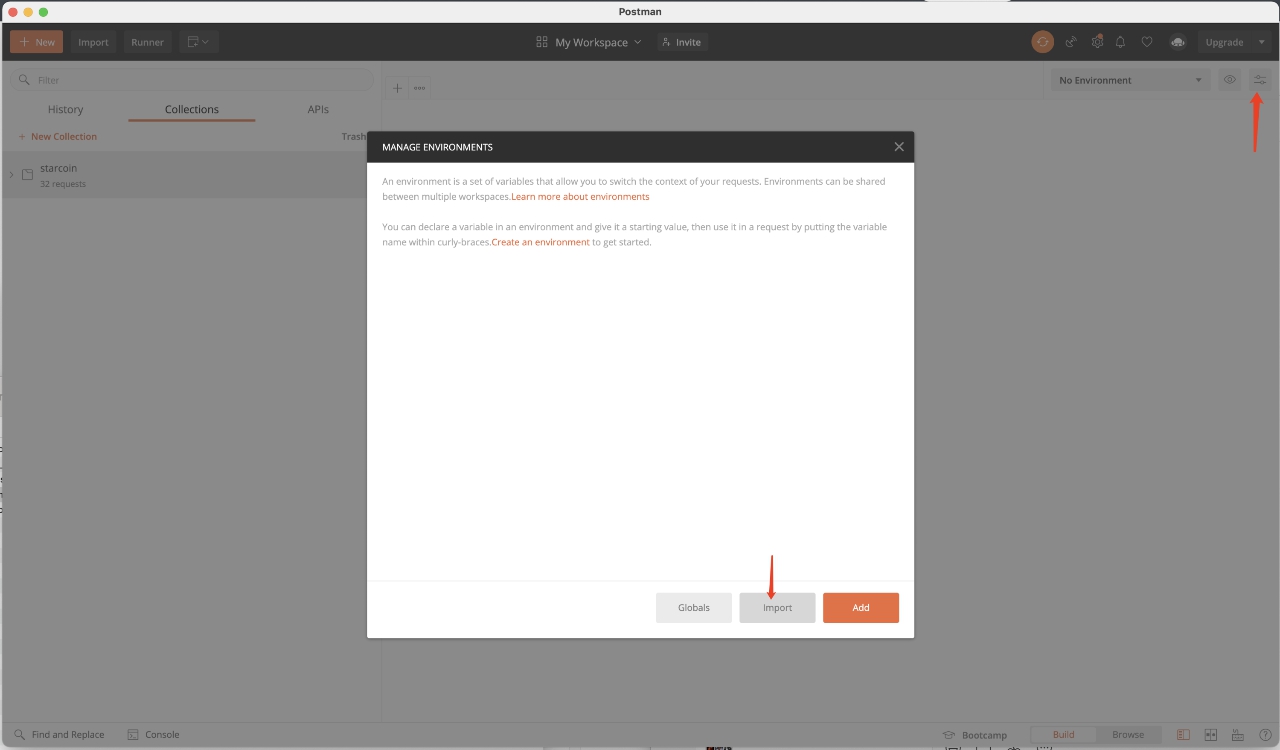 Postman
New
Import
Runner
My Workspace
Invite
Upgrade
Filter
No Environment
History
Collections
APIs
New Collection
Trash
starcoin
32 requests
MANAGE ENVIRONMENTS
An environment is a set of variables that allow you to switch the context of your requests. Environments can be shared
between multiple workspaces.Learn more about environments
You can declare a variable in an environment and give it a starting value, then use it in a request by putting the variable
name within curly-braces.Create an environment to get started.
Globals
Import
Add
Find and Replace
Console
Bootcamp
Build
Browse